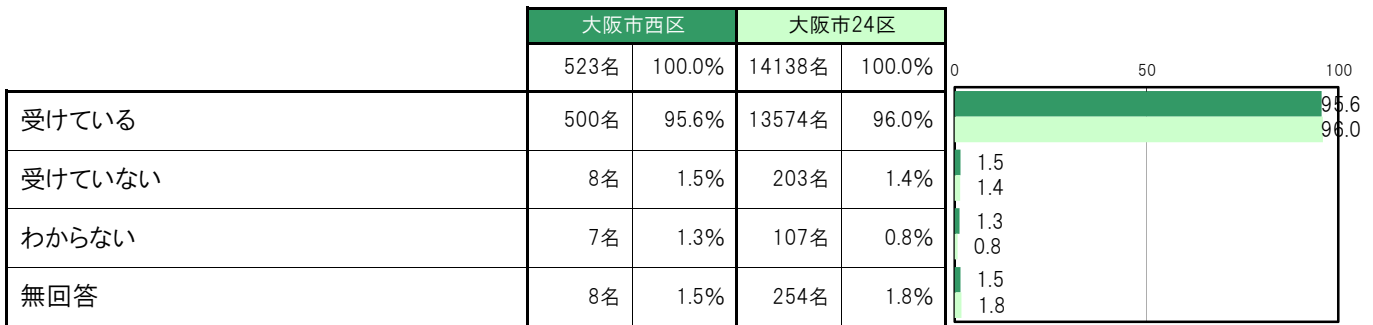 大阪市西区 大阪市24区
523名 100.0% 14138名 100.0% 0 50 100
受けている 500名 95.6% 13574名 96.0% 95.6
96.0
受けていない 8名 1.5% 203名 1.4% 1.5
1.4
わからない 7名 1.3% 107名 0.8% 1.3
0.8
無回答 8名 1.5% 254名 1.8% 1.5
1.8